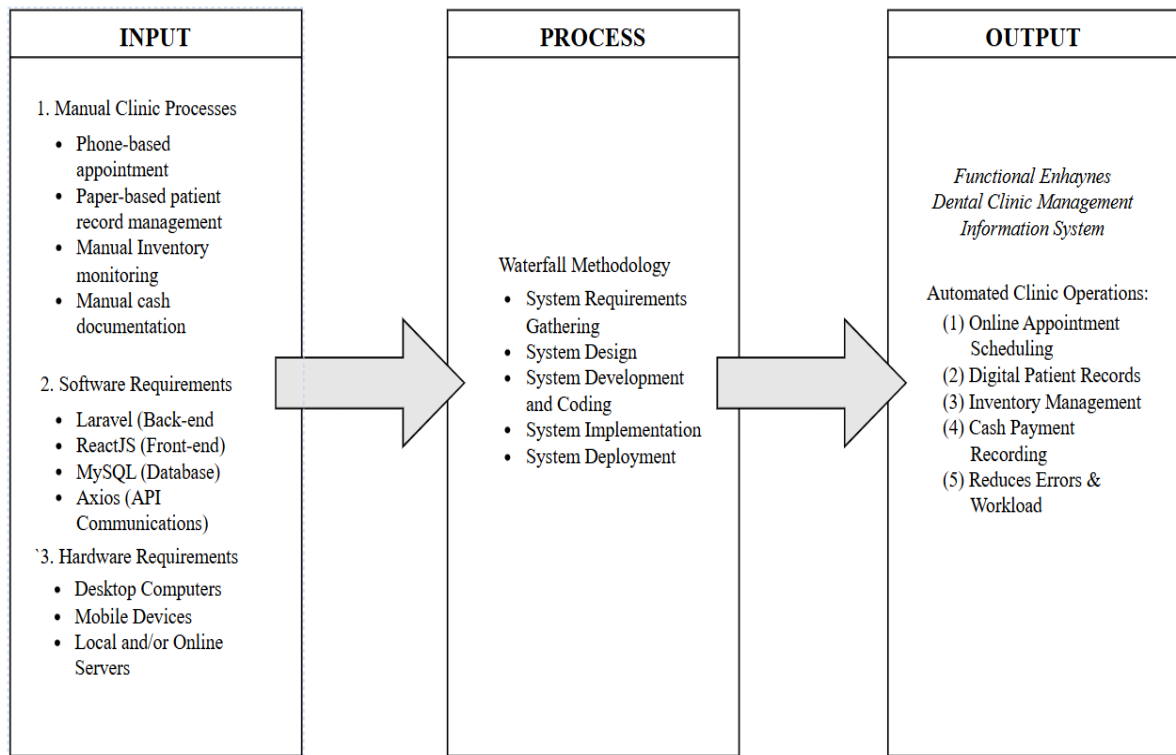 INPUT
1. Manual Clinic Processes
• Phone-based
appointment
• Paper-based patient
record management
• Manual Inventory
monitoring
• Manual cash
documentation
2. Software Requirements
• Laravel (Back-end
• ReactJS (Front-end)
• MySQL (Database)
• Axios (API
Communications)
`3. Hardware Requirements
• Desktop Computers
• Mobile Devices
• Local and/or Online
Servers
PROCESS
Waterfall Methodology
• System Requirements
Gathering
• System Design
• System Development
and Coding
• System Implementation
• System Deployment
OUTPUT
Functional Enhaynes
Dental Clinic Management
Information System
Automated Clinic Operations:
(1) Online Appointment
Scheduling
(2) Digital Patient Records
(3) Inventory Management
(4) Cash Payment
Recording
(5) Reduces Errors &
Workload